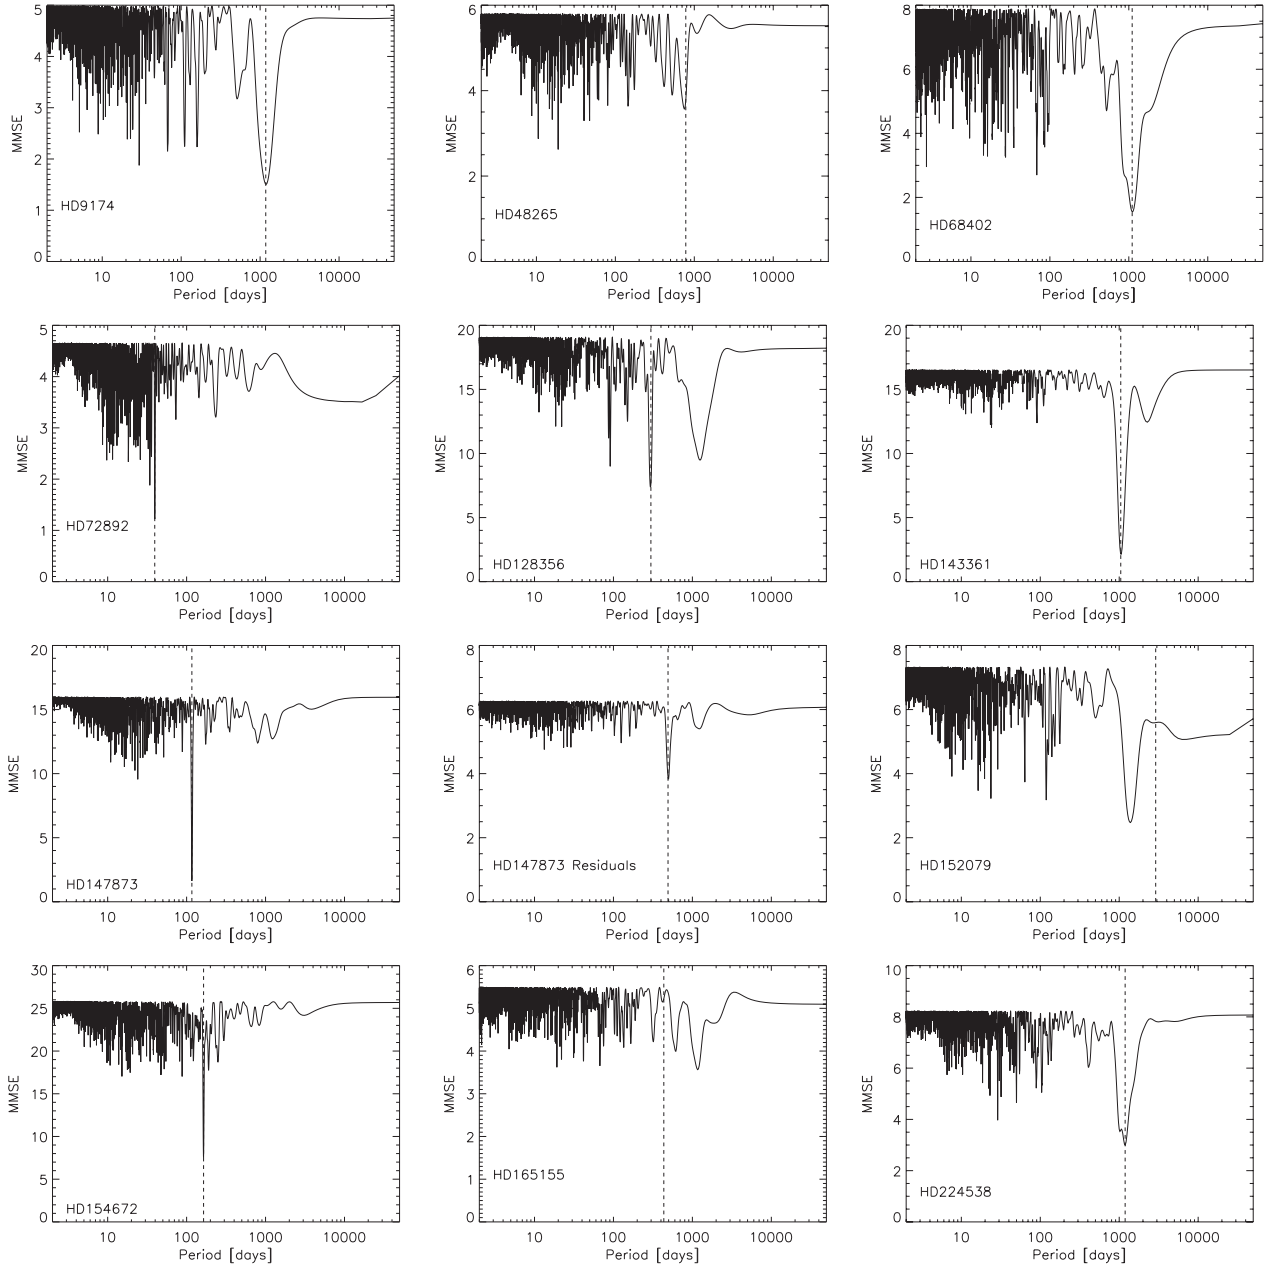 5
4
3
2
1
0
MMSE
HD9174
10 100 1000 10000
Period [days]
6
4
2
0
MMSE
HD48265
10 100 1000 10000
Period [days]
8
6
4
2
0
MMSE
HD68402
10 100 1000 10000
Period [days]
5
4
3
2
1
0
MMSE
HD72892
10 100 1000 10000
Period [days]
20
15
10
5
0
MMSE
HD128356
10 100 1000 10000
Period [days]
20
15
10
5
0
MMSE
HD143361
10 100 1000 10000
Period [days]
20
15
10
5
0
MMSE
HD147873
10 100 1000 10000
Period [days]
8
6
4
2
0
MMSE
HD147873 Residuals
10 100 1000 10000
Period [days]
8
6
4
2
0
MMSE
HD152079
10 100 1000 10000
Period [days]
30
25
20
15
10
5
0
MMSE
HD154672
10 100 1000 10000
Period [days]
6
5
4
3
2
1
0
MMSE
HD165155
10 100 1000 10000
Period [days]
10
8
6
4
2
0
MMSE
HD224538
10 100 1000 10000
Period [days]